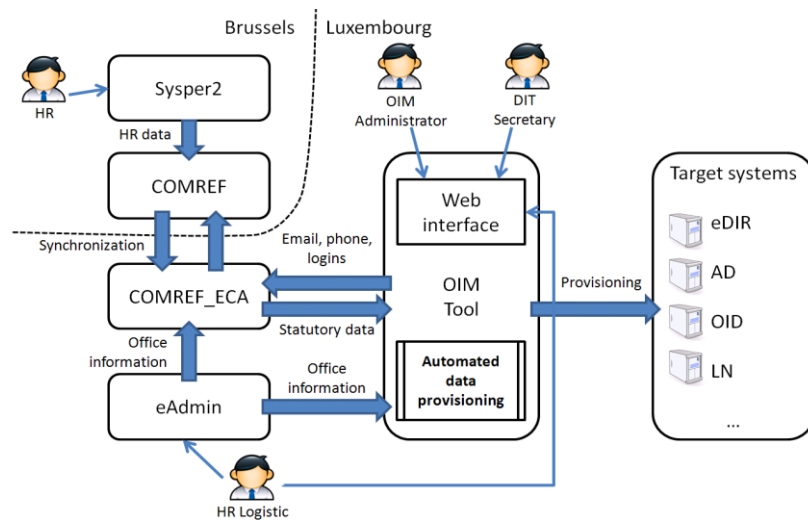 Brussels
Luxembourg
HR
Sysper2
HR data
COMREF
Synchronization
COMREF_ECA
Office
information
eAdmin
HR Logistic
OIM
Administrator
DIT
Secretary
Web
interface
Email, phone,
logins
OIM
Tool
Statutory data
Office
information
Automated
data
provisioning
Provisioning
Target systems
eDIR
AD
OID
LN
...